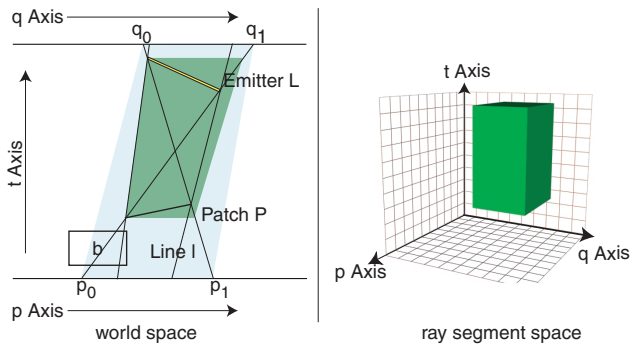 q Axis
q0 q1
Emitter L
t Axis
Patch P
b
Line l
p0 p1
p Axis
world space
t Axis
p Axis
q Axis
ray segment space